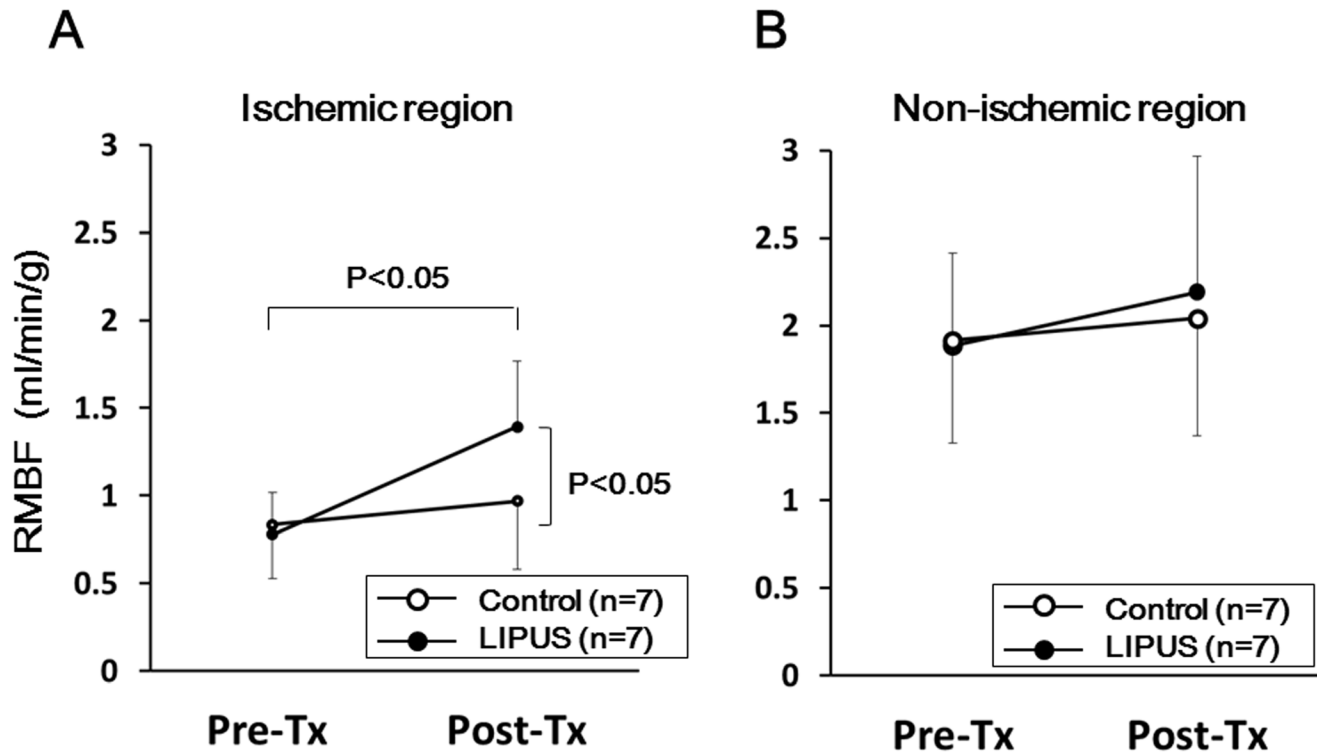 A
Ischemic region
RMBF (ml/min/g)
3
2.5
2
1.5
1
0.5
0
P<0.05
P<0.05
Control (n=7)
LIPUS (n=7)
Pre-Tx Post-Tx
B
Non-ischemic region
3
2.5
2
1.5
1
0.5
0
Control (n=7)
LIPUS (n=7)
Pre-Tx Post-Tx